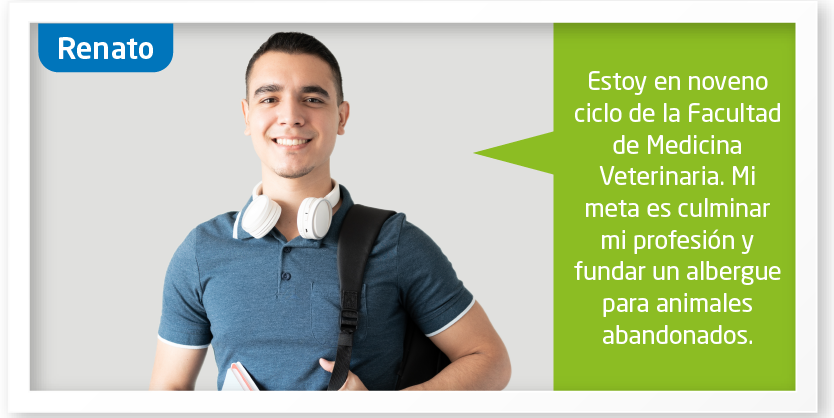 Renato
Estoy en noveno
ciclo de la Facultad
de Medicina
Veterinaria. Mi
meta es culminar
mi profesión y
fundar un albergue
para animales
abandonados.